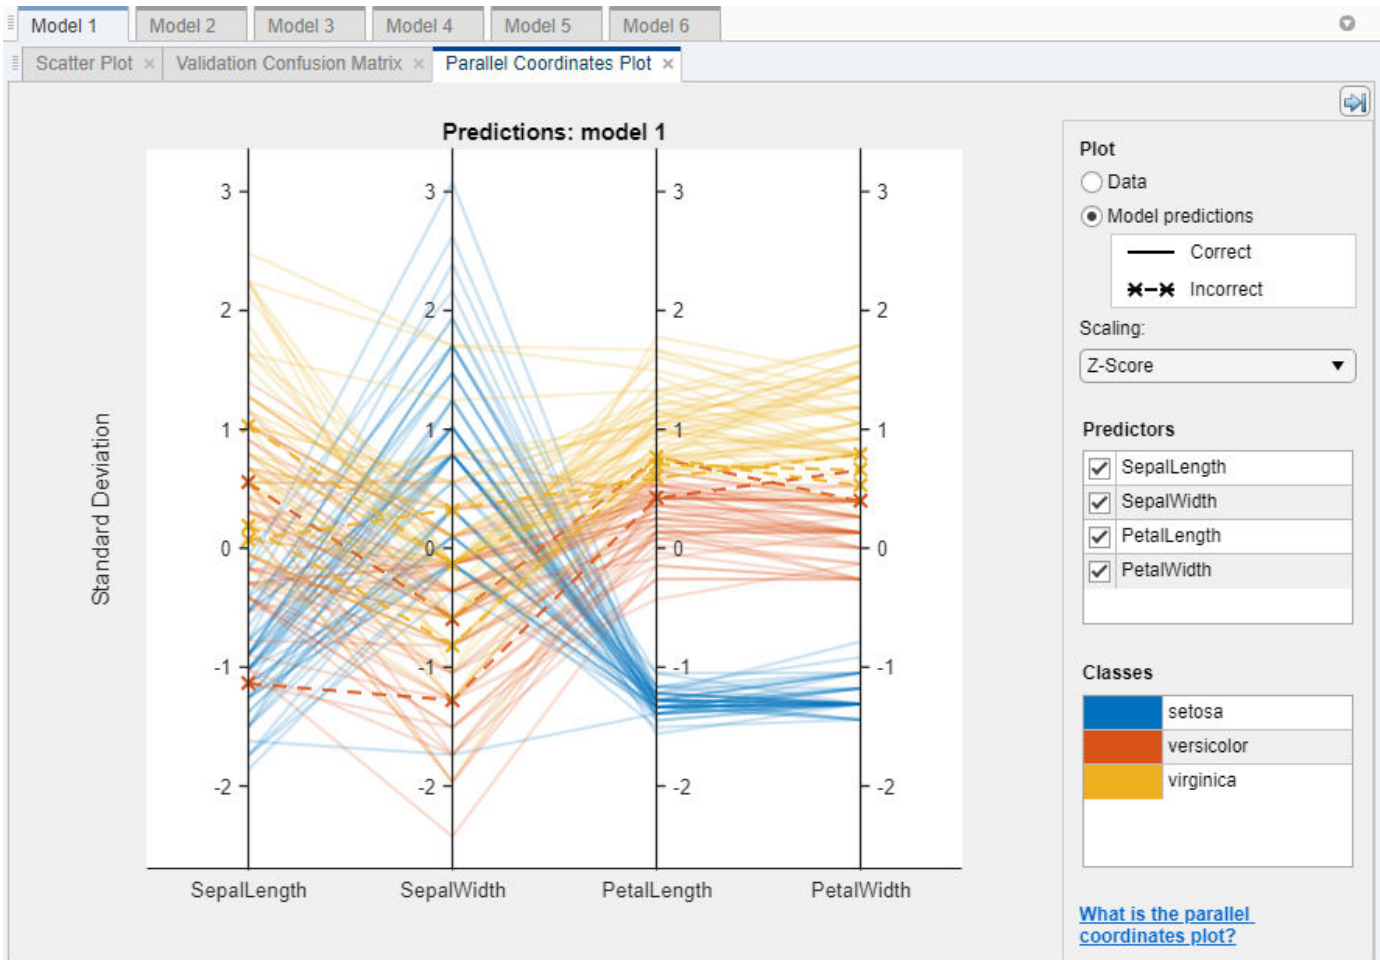 Model 1 Model 2 Model 3 Model 4 Model 5 Model 6
Scatter Plot × Validation Confusion Matrix × Parallel Coordinates Plot ×
Predictions: model 1
3 3 3 3
2 2 2 2
1 1 1 1
0 0 0 0
-1 -1 -1 -1
-2 -2 -2 -2
Standard Deviation
SepalLength SepalWidth PetalLength PetalWidth
Plot
Data
Model predictions
Correct
Incorrect
Scaling:
Z-Score
Predictors
SepalLength
SepalWidth
PetalLength
PetalWidth
Classes
setosa
versicolor
virginica
What is the parallel
coordinates plot?